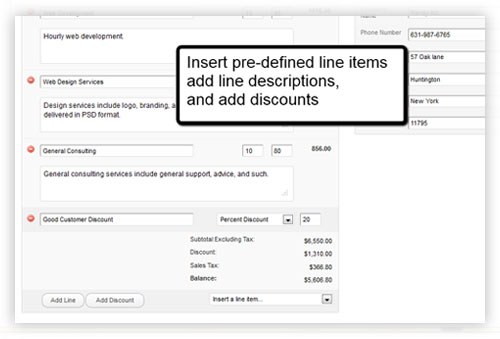 Hourly web development.
Insert pre-defined line items
add line descriptions,
and add discounts
Phone Number 631-987-6765
57 Oak lane
Huntington
New York
11795
Web Design Services
Design services include logo, branding,
delivered in PSD format.
General Consulting 10 80 856.00
General consulting services include general support, advice, and such.
Good Customer Discount Percent Discount 20
Subtotal Excluding Tax: $6,550.00
Discount: $1,310.00
Sales Tax: $366.80
Balance: $5,606.80
Add Line Add Discount Insert a line item...